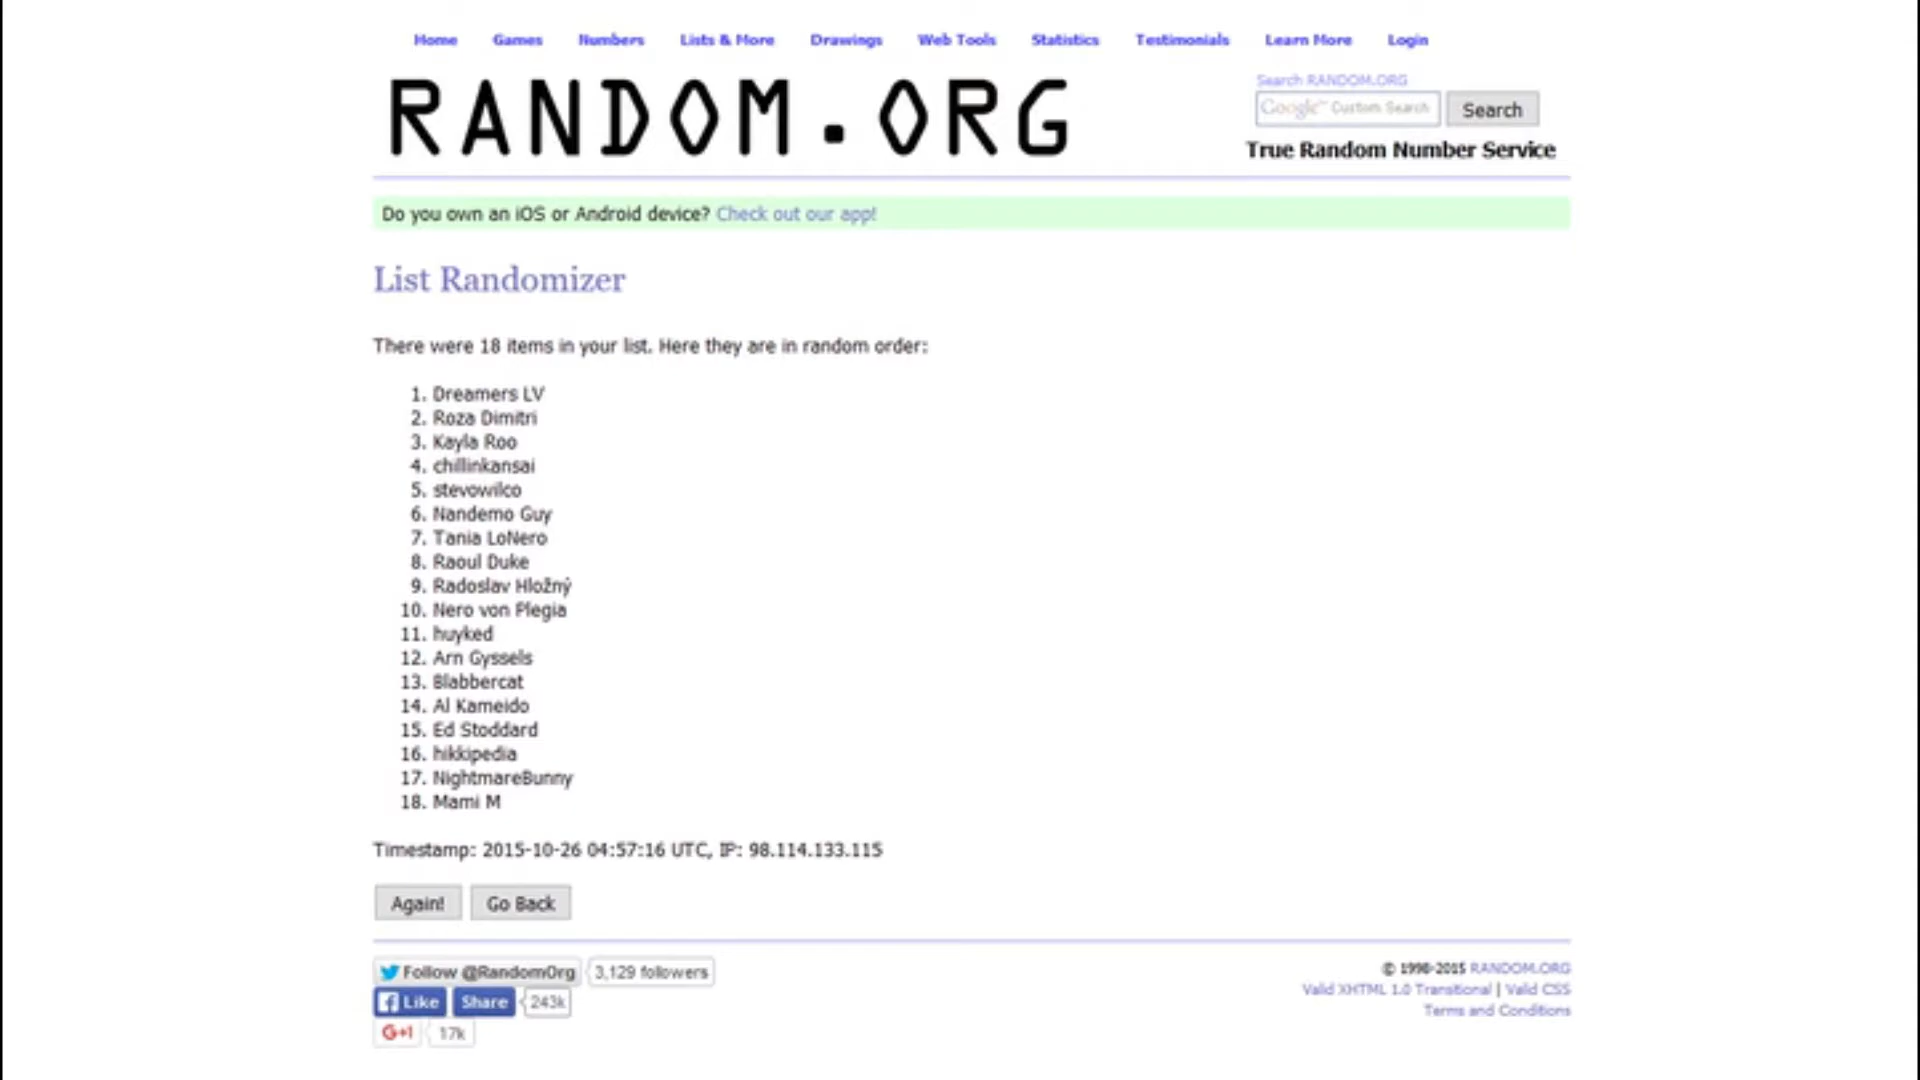 Home Games Numbers Lists & More Drawings Web Tools Statistics Testimonials Learn More Login
RANDOM.ORG
Search RANDOM.ORG
Google™ Custom Search Search
True Random Number Service
Do you own an iOS or Android device? Check out our app!
List Randomizer
There were 18 items in your list. Here they are in random order:
1. Dreamers LV
2. Roza Dimitri
3. Kayla Roo
4. chillinkansai
5. stevowilco
6. Nandemo Guy
7. Tania LoNero
8. Raoul Duke
9. Radoslav Hložný
10. Nero von Plegia
11. huyked
12. Arn Gyssels
13. Blabbercat
14. Al Kameido
15. Ed Stoddard
16. hikkipedia
17. NightmareBunny
18. Mami M
Timestamp: 2015-10-26 04:57:16 UTC, IP: 98.114.133.115
Again! Go Back
Follow @RandomOrg 3,129 followers
Like Share 243k
G+1 17k
© 1998-2015 RANDOM.ORG
Valid XHTML 1.0 Transitional | Valid CSS
Terms and Conditions